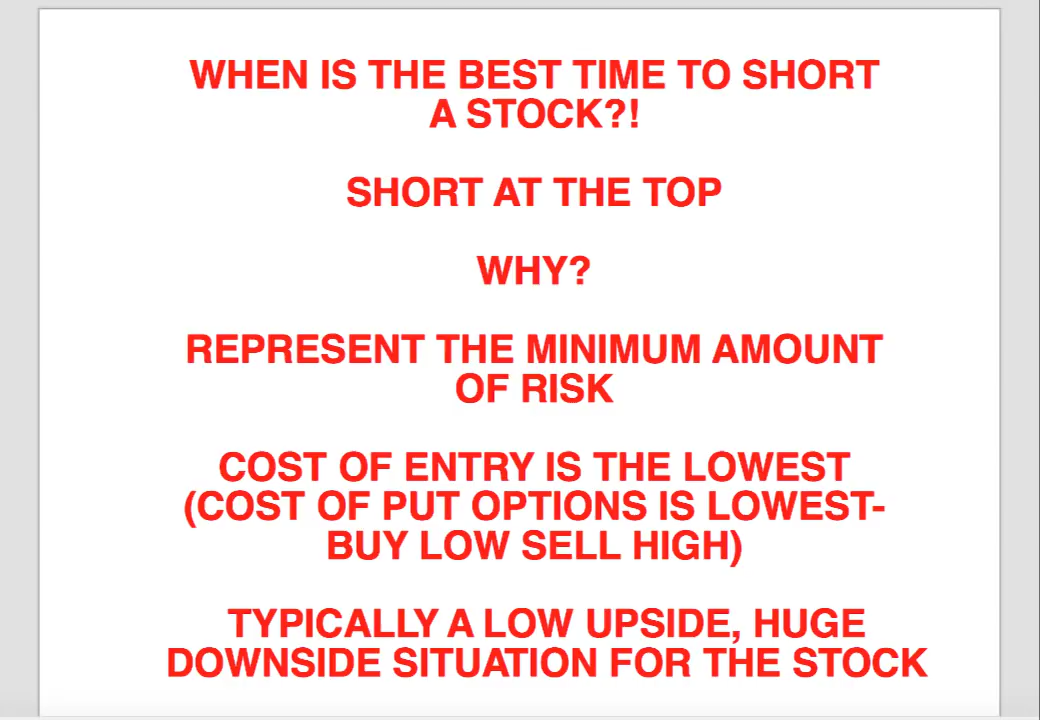 WHEN IS THE BEST TIME TO SHORT
A STOCK?!
SHORT AT THE TOP
WHY?
REPRESENT THE MINIMUM AMOUNT
OF RISK
COST OF ENTRY IS THE LOWEST
(COST OF PUT OPTIONS IS LOWEST-
BUY LOW SELL HIGH)
TYPICALLY A LOW UPSIDE, HUGE
DOWNSIDE SITUATION FOR THE STOCK